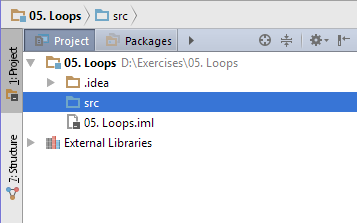 05. Loops src
Project Packages
05. Loops D:\Exercises\05. Loops
.idea
src
05. Loops.iml
External Libraries
1: Project
7: Structure